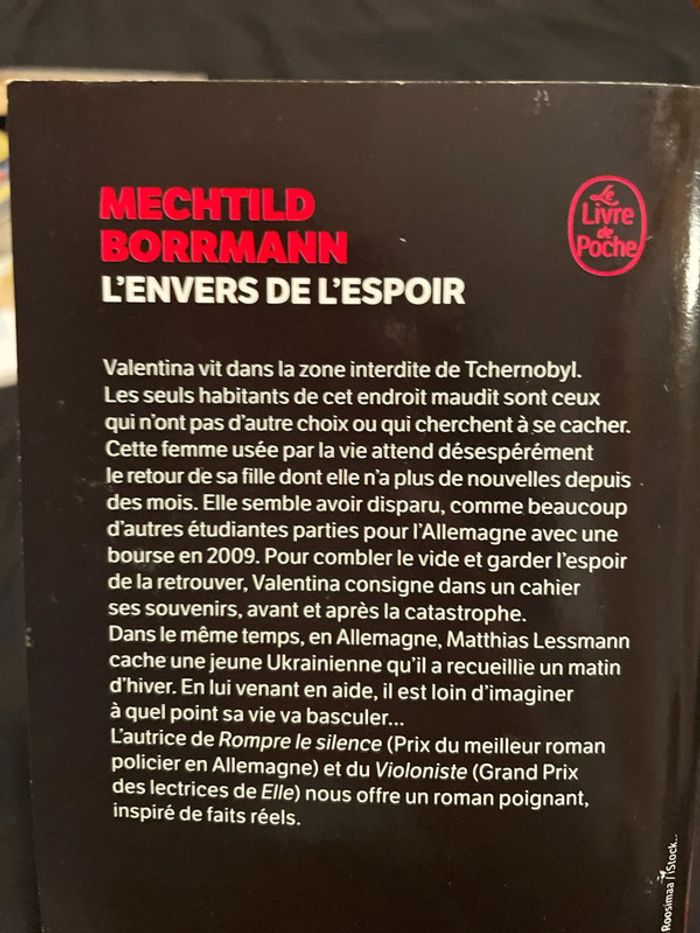 MECHTILD
BORRMANN
L'ENVERS DE L'ESPOIR
Le
Livre
de
Poche
Valentina vit dans la zone interdite de Tchernobyl.
Les seuls habitants de cet endroit maudit sont ceux
qui n'ont pas d'autre choix ou qui cherchent à se cacher.
Cette femme usée par la vie attend désespérément
le retour de sa fille dont elle n'a plus de nouvelles depuis
des mois. Elle semble avoir disparu, comme beaucoup
d'autres étudiantes parties pour l'Allemagne avec une
bourse en 2009. Pour combler le vide et garder l'espoir
de la retrouver, Valentina consigne dans un cahier
ses souvenirs, avant et après la catastrophe.
Dans le même temps, en Allemagne, Matthias Lessmann
cache une jeune Ukrainienne qu'il a recueillie un matin
d'hiver. En lui venant en aide, il est loin d'imaginer
à quel point sa vie va basculer...
L'autrice de Rompre le silence (Prix du meilleur roman
policier en Allemagne) et du Violoniste (Grand Prix
des lectrices de Elle) nous offre un roman poignant,
inspiré de faits réels.
Roosimaa / iStock.